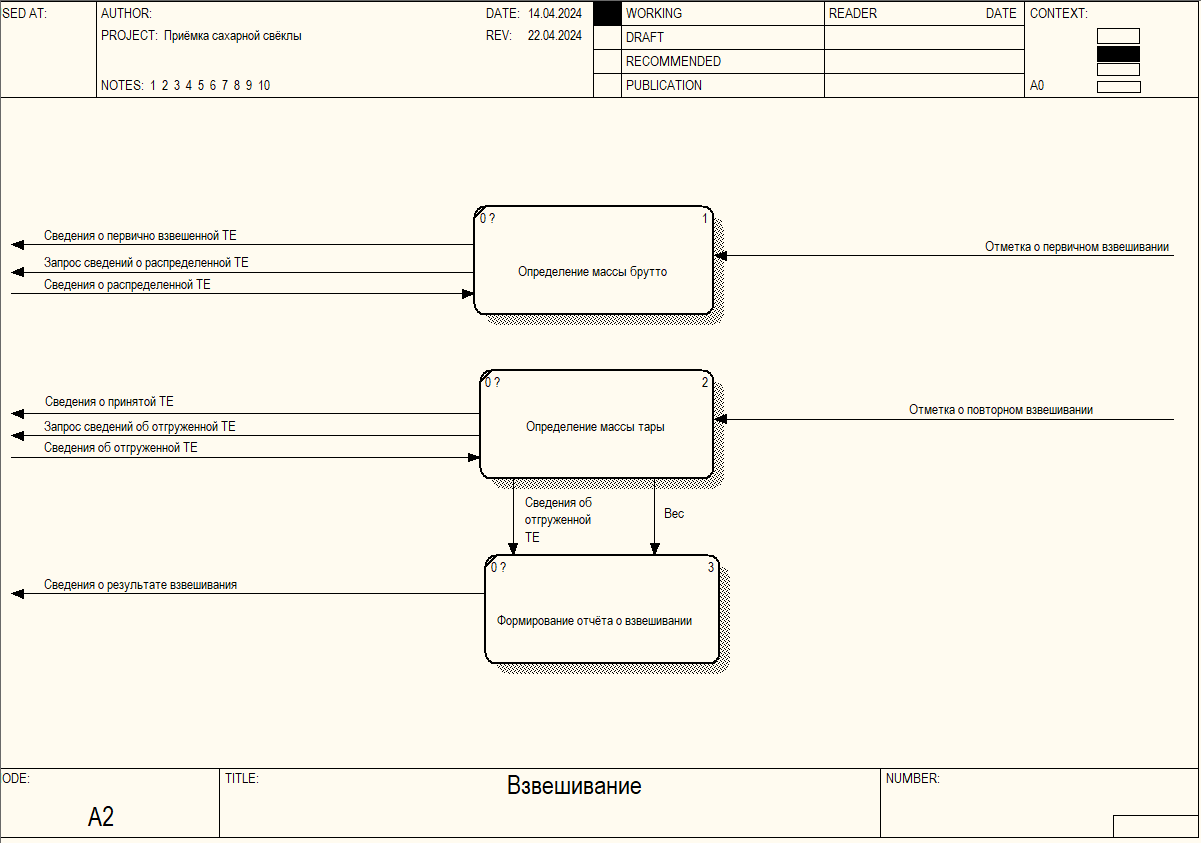 SED AT:
AUTHOR:
DATE: 14.04.2024
WORKING
READER
DATE
CONTEXT:
PROJECT: Приёмка сахарной свёклы
REV: 22.04.2024
DRAFT
RECOMMENDED
NOTES: 1 2 3 4 5 6 7 8 9 10
PUBLICATION
A0
0 ?
1
Сведения о первично взвешенной ТЕ
Отметка о первичном взвешивании
Запрос сведений о распределенной ТЕ
Определение массы брутто
Сведения о распределенной ТЕ
0 ?
2
Сведения о принятой ТЕ
Отметка о повторном взвешивании
Запрос сведений об отгруженной ТЕ
Определение массы тары
Сведения об отгруженной ТЕ
Сведения об
отгруженной
ТЕ
Вес
0 ?
3
Сведения о результате взвешивания
Формирование отчёта о взвешивании
ODE:
TITLE:
Взвешивание
NUMBER:
A2